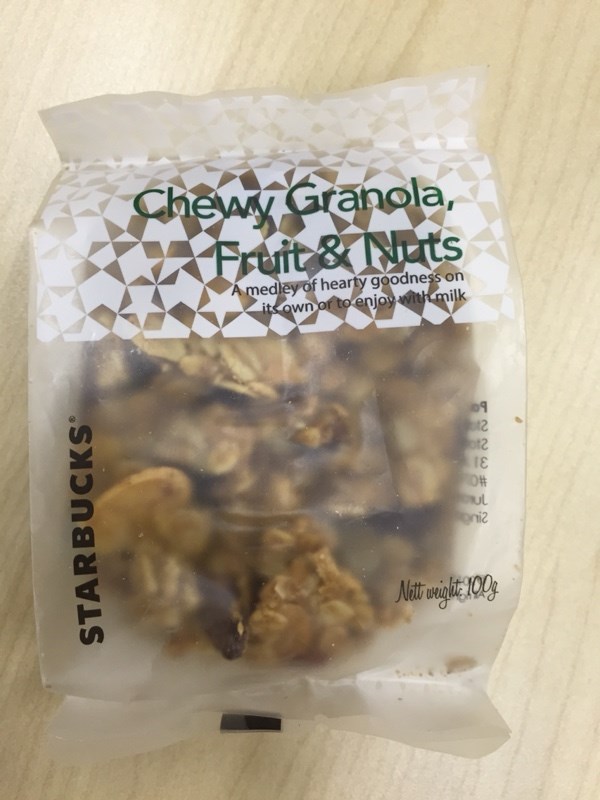 Chewy Granola,
Fruit & Nuts
A medley of hearty goodness on
its own or to enjoy with milk
STARBUCKS®
Nett weight: 100g